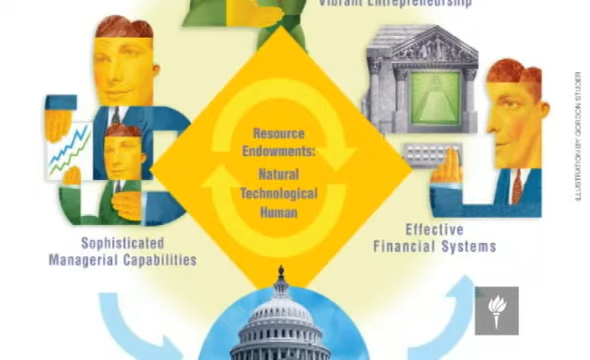 Vibrant Entrepreneurship
ILLUSTRATION BY GORDON STUDER
Resource
Endowments:
Natural
Technological
Human
Effective
Financial Systems
Sophisticated
Managerial Capabilities